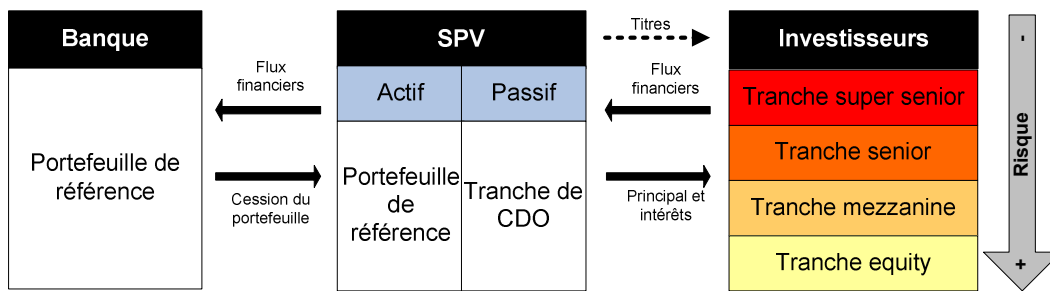 Banque
Portefeuille de
référence
Flux
financiers
Cession du
portefeuille
SPV
Actif
Passif
Portefeuille
de
référence
Tranche de
CDO
Titres
Flux
financiers
Principal et
intérêts
Investisseurs
Tranche super senior
Tranche senior
Tranche mezzanine
Tranche equity
-
Risque
+